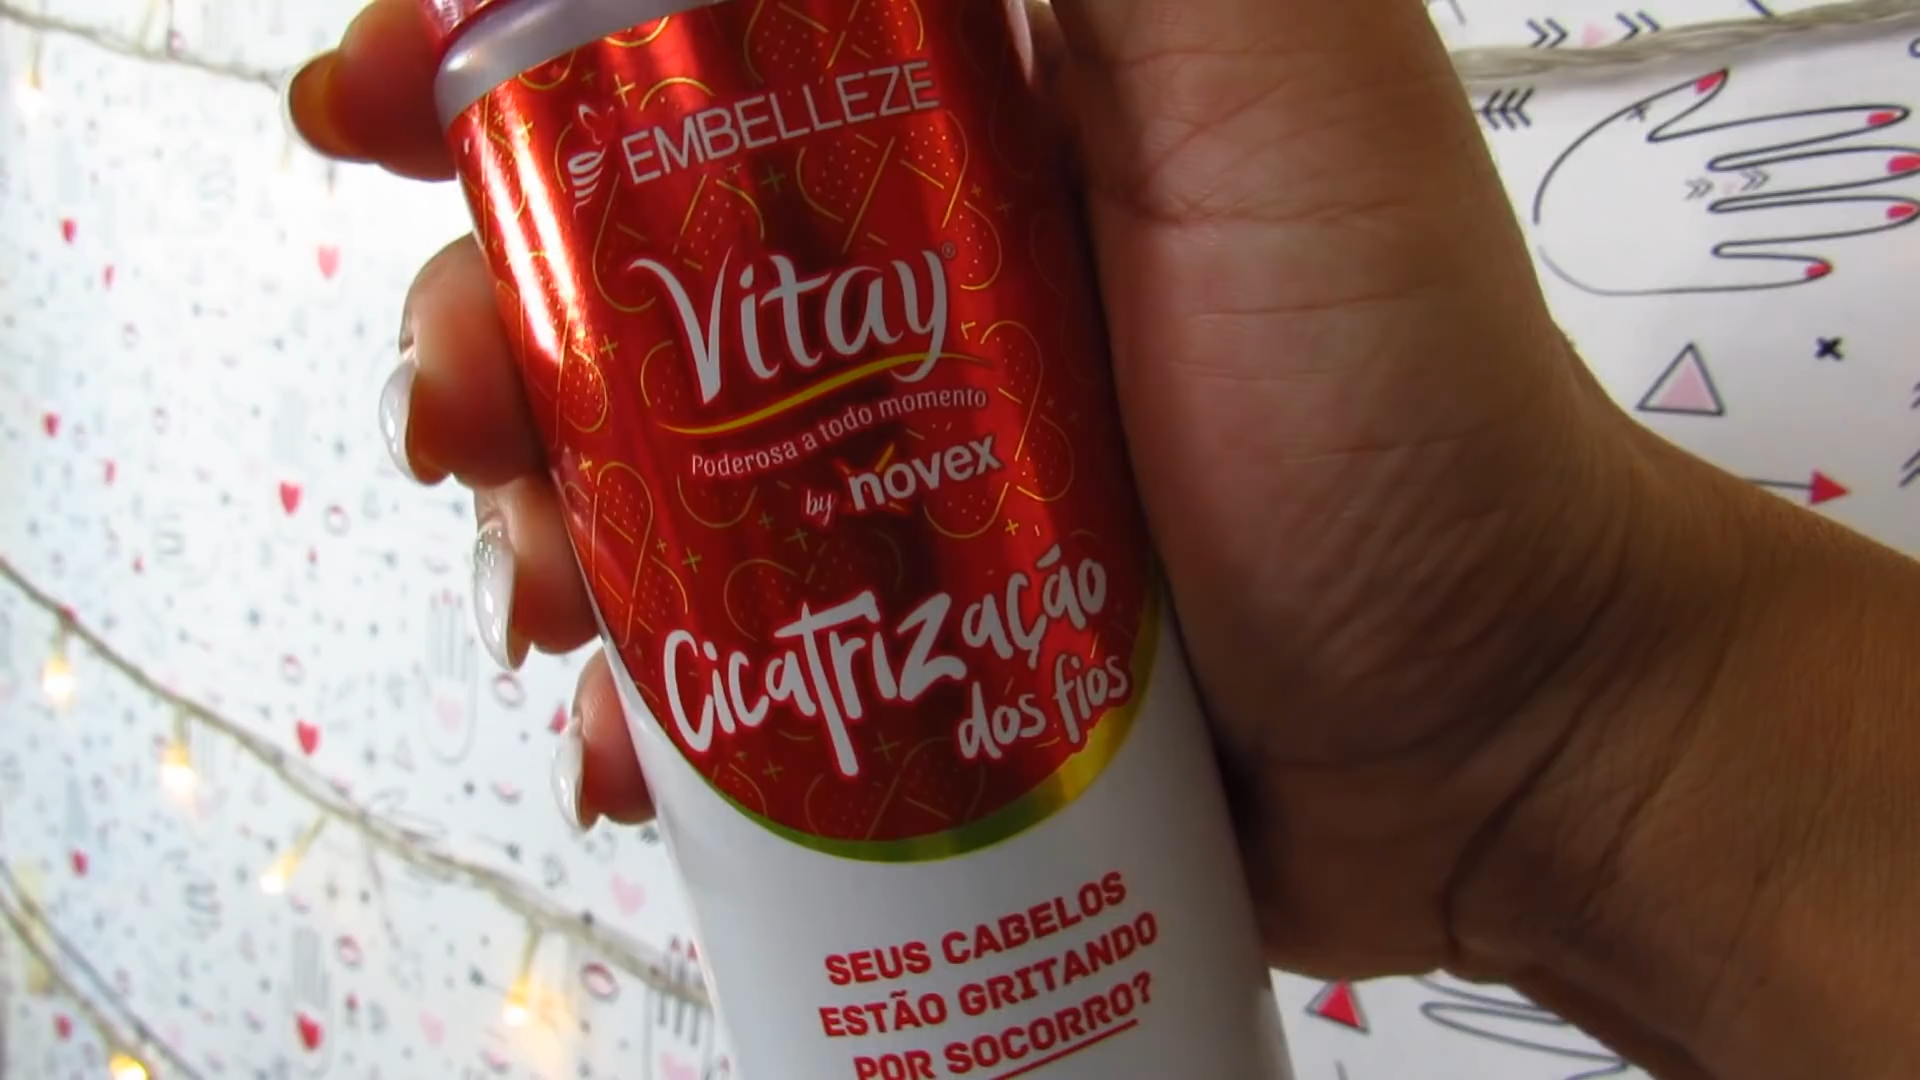 EMBELLEZE
Vitay®
Poderosa a todo momento
by novex
Cicatrização
dos fios
SEUS CABELOS
ESTÃO GRITANDO
POR SOCORRO?